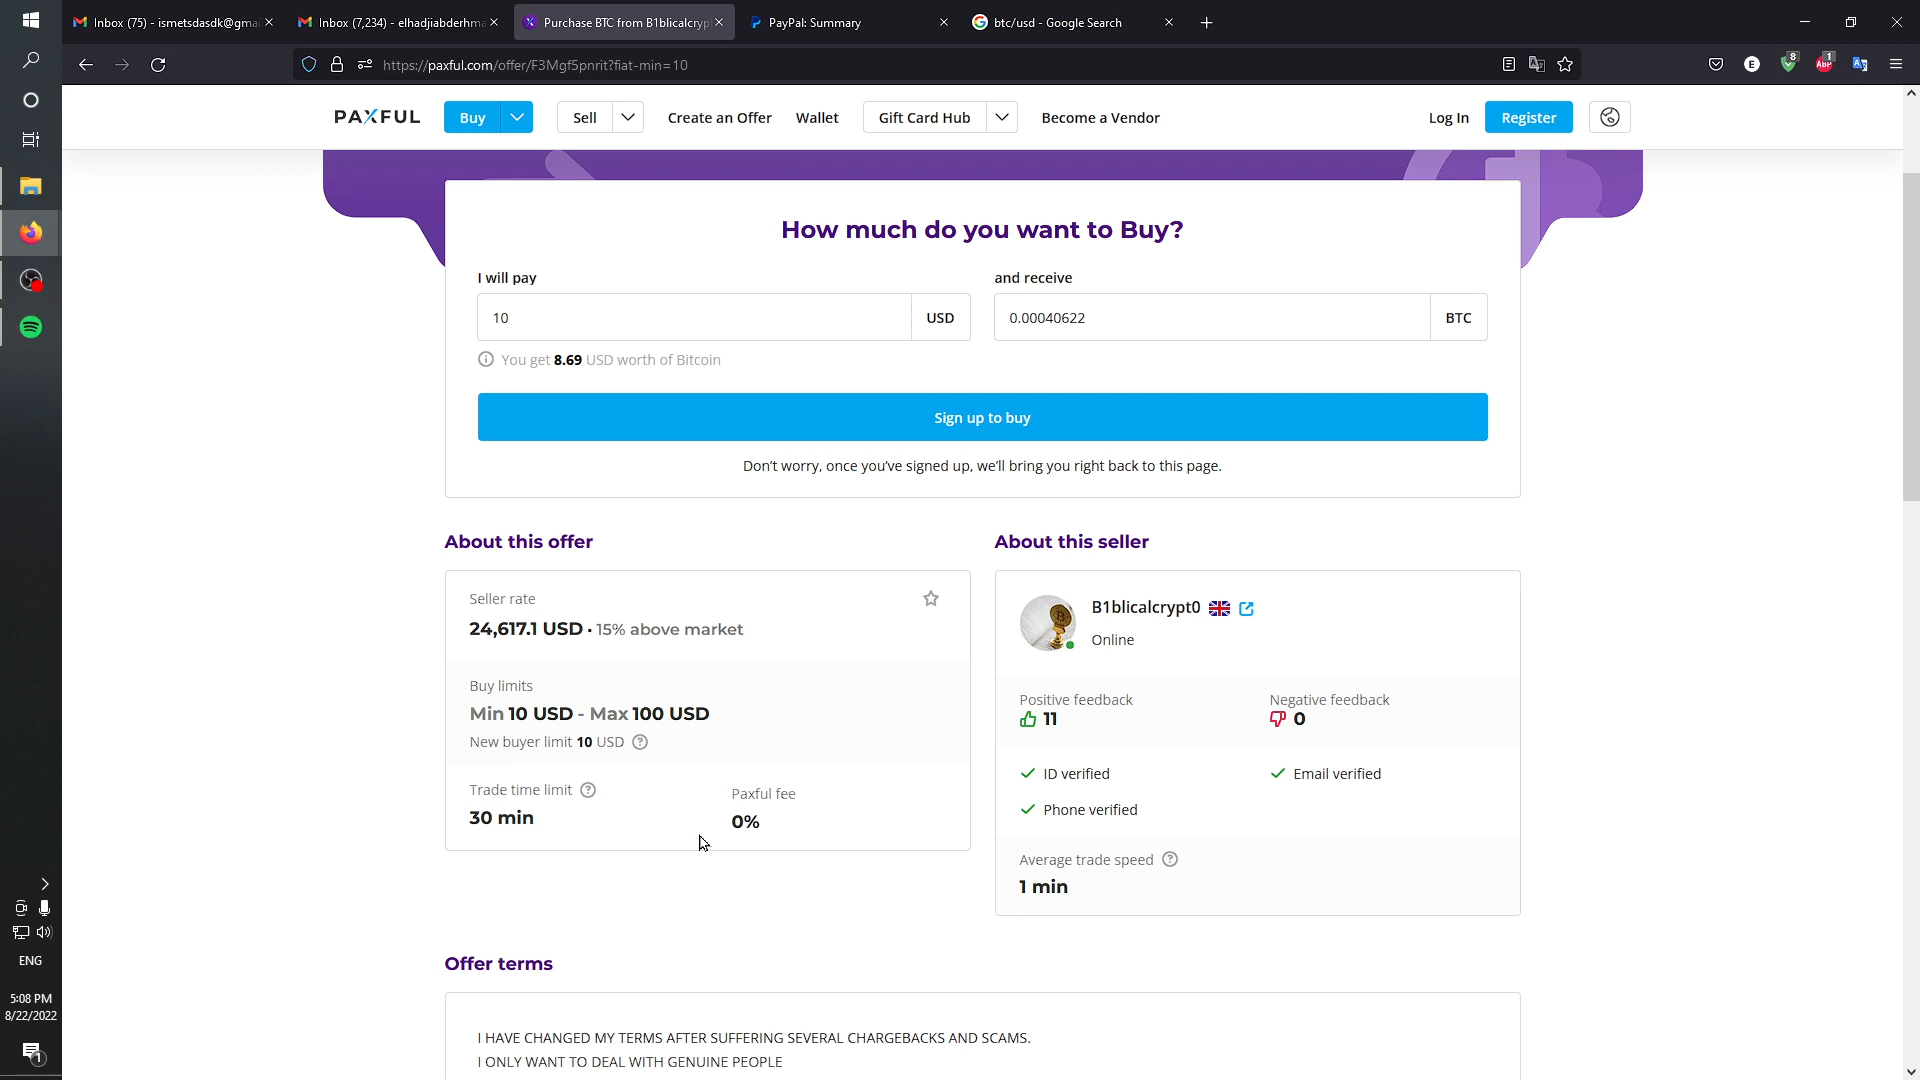 Inbox (75) - ismetsdasdk@gmai
Inbox (7,234) - elhadjiabderhma
Purchase BTC from B1blicalcrypt
PayPal: Summary
btc/usd - Google Search
https://paxful.com/offer/F3Mgf5pnrit?fiat-min=10
8
E
1
ABP
PAXFUL
Buy
Sell
Create an Offer
Wallet
Gift Card Hub
Become a Vendor
Log In
Register
How much do you want to Buy?
I will pay
and receive
10
USD
0.00040622
BTC
You get 8.69 USD worth of Bitcoin
Sign up to buy
Don't worry, once you've signed up, we'll bring you right back to this page.
About this offer
About this seller
Seller rate
24,617.1 USD · 15% above market
Buy limits
Min 10 USD - Max 100 USD
New buyer limit 10 USD
Trade time limit
30 min
Paxful fee
0%
B1blicalcrypt0
Online
Positive feedback
11
Negative feedback
0
ID verified
Email verified
Phone verified
Average trade speed
1 min
Offer terms
I HAVE CHANGED MY TERMS AFTER SUFFERING SEVERAL CHARGEBACKS AND SCAMS.
I ONLY WANT TO DEAL WITH GENUINE PEOPLE
ENG
5:08 PM
8/22/2022
1